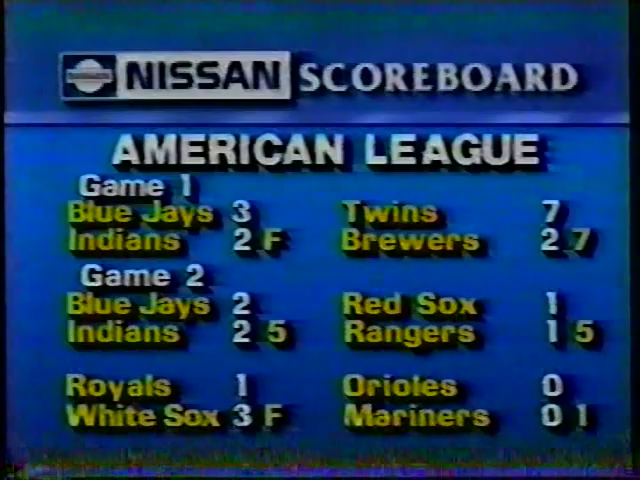 NISSAN SCOREBOARD
AMERICAN LEAGUE
Game 1
Blue Jays 3
Indians 2 F
Game 2
Blue Jays 2
Indians 2 5
Royals 1
White Sox 3 F
Twins 7
Brewers 2 7
Red Sox 1
Rangers 1 5
Orioles 0
Mariners 0 1